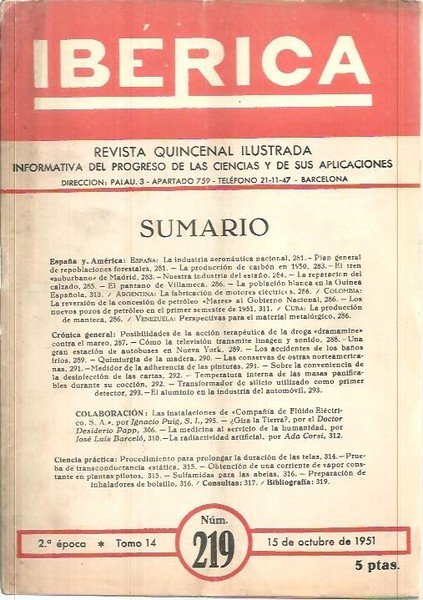 IBÉRICA
REVISTA QUINCENAL ILUSTRADA
INFORMATIVA DEL PROGRESO DE LAS CIENCIAS Y DE SUS APLICACIONES
DIRECCION: PALAU, 3 - APARTADO 759 - TELÉFONO 21-11-47 - BARCELONA
SUMARIO
España y América: ESPAÑA: La industria aeronáutica nacional, 281. — Plan general
de repoblaciones forestales, 281. — La producción de carbón en 1950, 283. — El tren
«suburbano» de Madrid, 283. — Nuestra industria del estaño, 284. — La reparación del
calzado, 285. — El pantano de Villameca, 286. — La población blanca en la Guinea
Española, 313. / ARGENTINA: La fabricación de motores eléctricos, 286. / COLOMBIA:
La reversión de la concesión de petróleo «Mares» al Gobierno Nacional, 286. — Los
nuevos pozos de petróleo en el primer semestre de 1951, 311. / CUBA: La producción
de manteca, 286. / VENEZUELA: Perspectivas para el material metalúrgico, 286.
Crónica general: Posibilidades de la acción terapéutica de la droga «dramamine»
contra el mareo, 287. — Cómo la televisión transmite imagen y sonido, 288. — Una
gran estación de autobuses en Nueva York, 289. — Los accidentes de los baños
fríos, 289. — Quimiurgia de la madera, 290. — Las conservas de ostras norteamerica-
nas, 291. — Medidor de la adherencia de las pinturas, 291. — Sobre la conveniencia de
la desinfección de las cartas, 292. — Temperatura interna de las masas panifica-
bles durante su cocción, 292. — Transformador de silicio utilizado como primer
detector, 293. — El aluminio en la industria del automóvil, 293.
COLABORACIÓN: Las instalaciones de «Compañía de Flúido Eléctri-
co, S. A.», por Ignacio Puig, S. I., 295. — ¿Gira la Tierra?, por el Doctor
Desiderio Papp, 306. — La medicina al servicio de la humanidad, por
José Luis Barceló, 310. — La radiactividad artificial, por Ada Corsi, 312.
Ciencia práctica: Procedimiento para prolongar la duración de las telas, 314. — Prue-
ba de transconductancia estática, 315. — Obtención de una corriente de vapor cons-
tante en plantas pilotos, 315. — Sulfamidas para las abejas, 316. — Preparación de
inhaladores de bolsillo, 316. / Consultas: 317. / Bibliografía: 319.
2.ª época * Tomo 14
Núm.
219
15 de octubre de 1951
5 ptas.